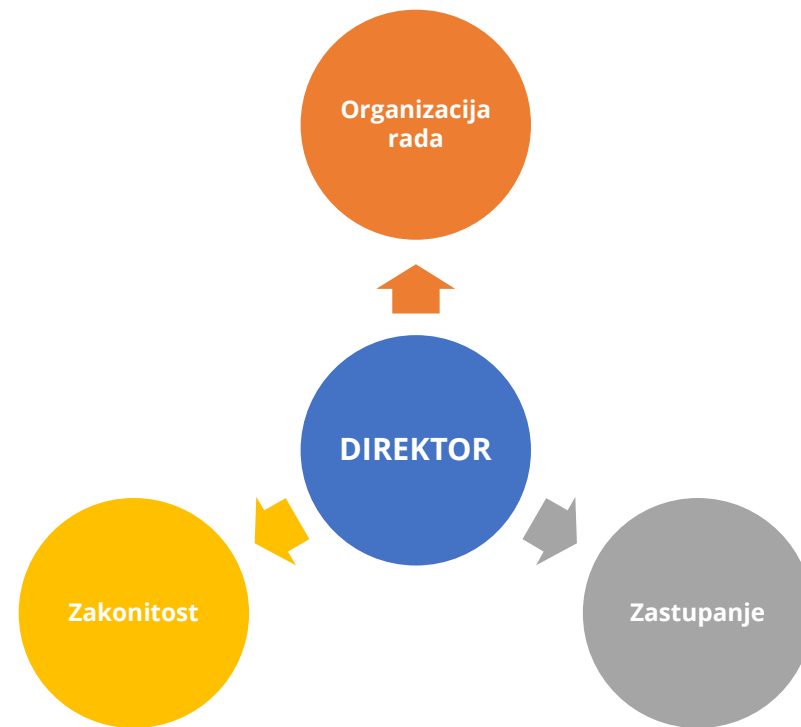 Organizacija
rada
DIREKTOR
Zakonitost
Zastupanje